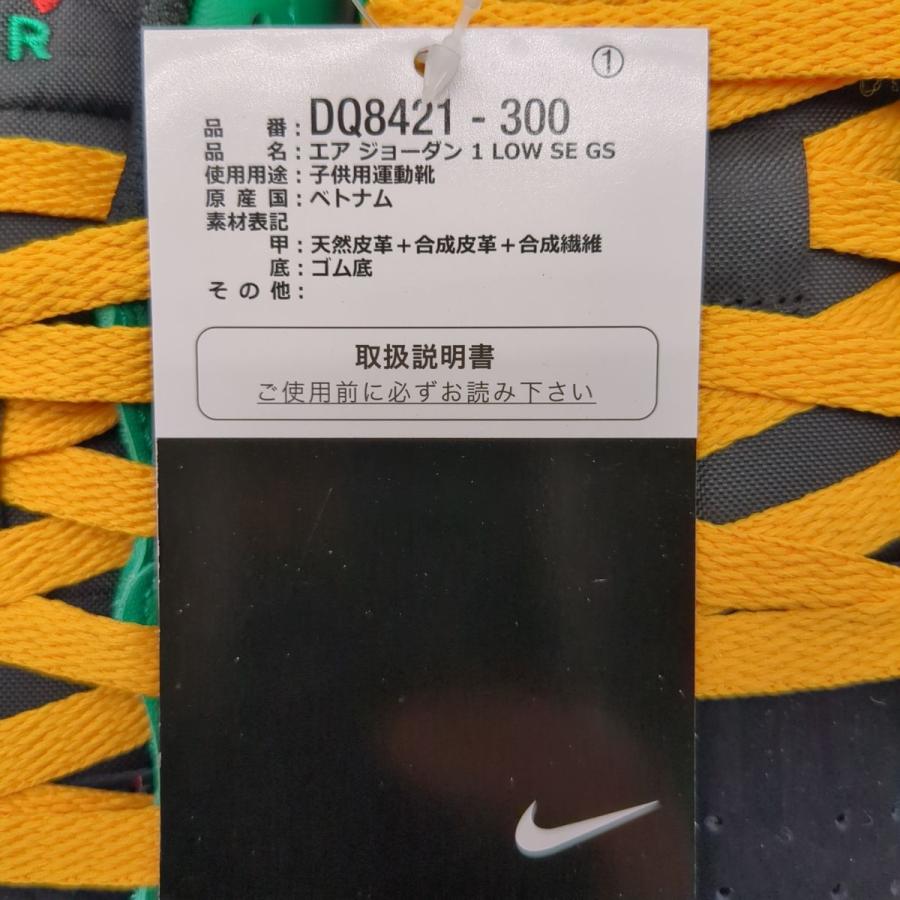 R
①
品 番：DQ8421 - 300
品 名：エア ジョーダン 1 LOW SE GS
使用用途：子供用運動靴
原 産 国：ベトナム
素材表記
甲：天然皮革＋合成皮革＋合成繊維
底：ゴム底
そ の 他：
取扱説明書
ご使用前に必ずお読み下さい